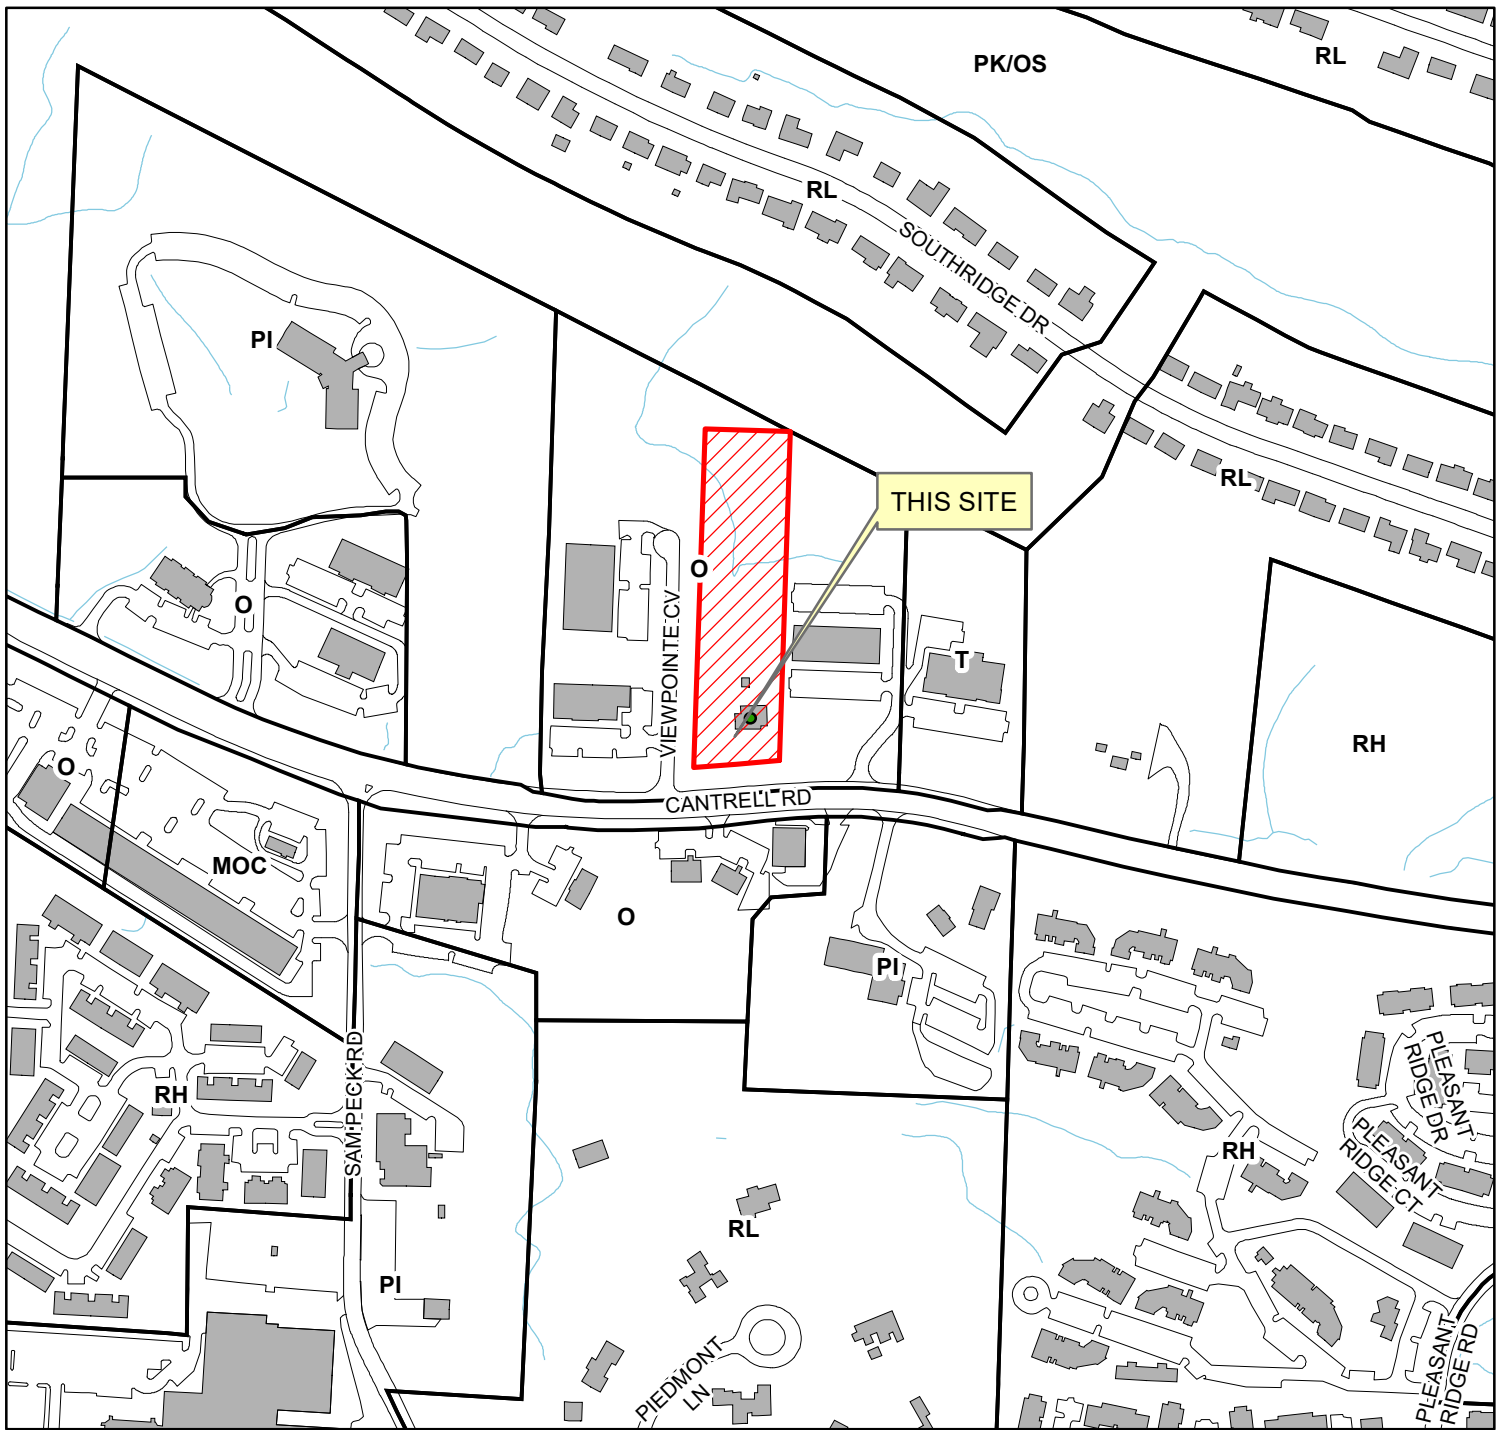 PK/OS
RL
RL
SOUTHRIDGE DR
PI
RL
THIS SITE
O
O
VIEWPOINTE CV
T
RH
O
CANTRELL RD
MOC
O
PI
SAM PECK RD
RH
PLEASANT
RIDGE DR
PLEASANT
RIDGE CT
RH
RL
PI
PIEDMONT
LN
PLEASANT
RIDGE RD